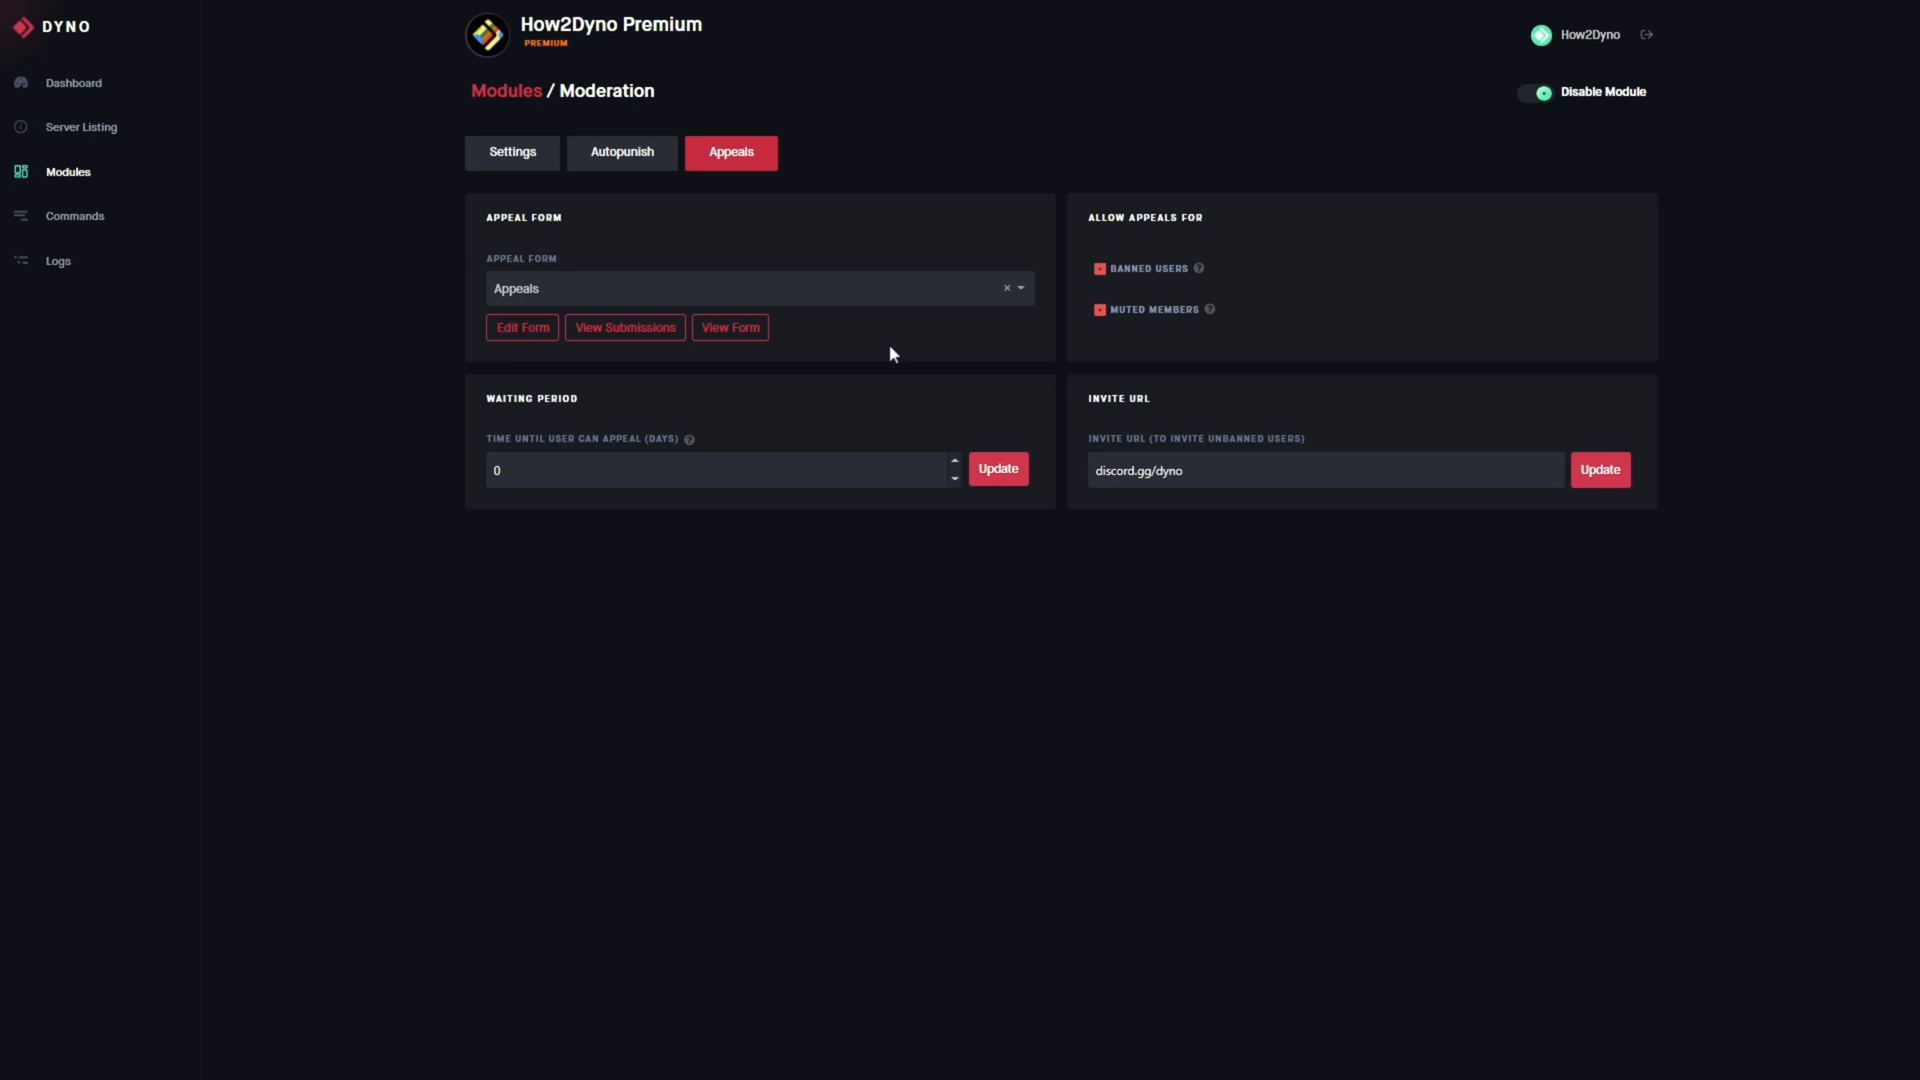 DYNO
Dashboard
Server Listing
Modules
Commands
Logs
How2Dyno Premium
PREMIUM
How2Dyno
Modules / Moderation
Disable Module
Settings
Autopunish
Appeals
APPEAL FORM
APPEAL FORM
Appeals
Edit Form
View Submissions
View Form
ALLOW APPEALS FOR
BANNED USERS
MUTED MEMBERS
WAITING PERIOD
TIME UNTIL USER CAN APPEAL (DAYS)
0
Update
INVITE URL
INVITE URL (TO INVITE UNBANNED USERS)
discord.gg/dyno
Update